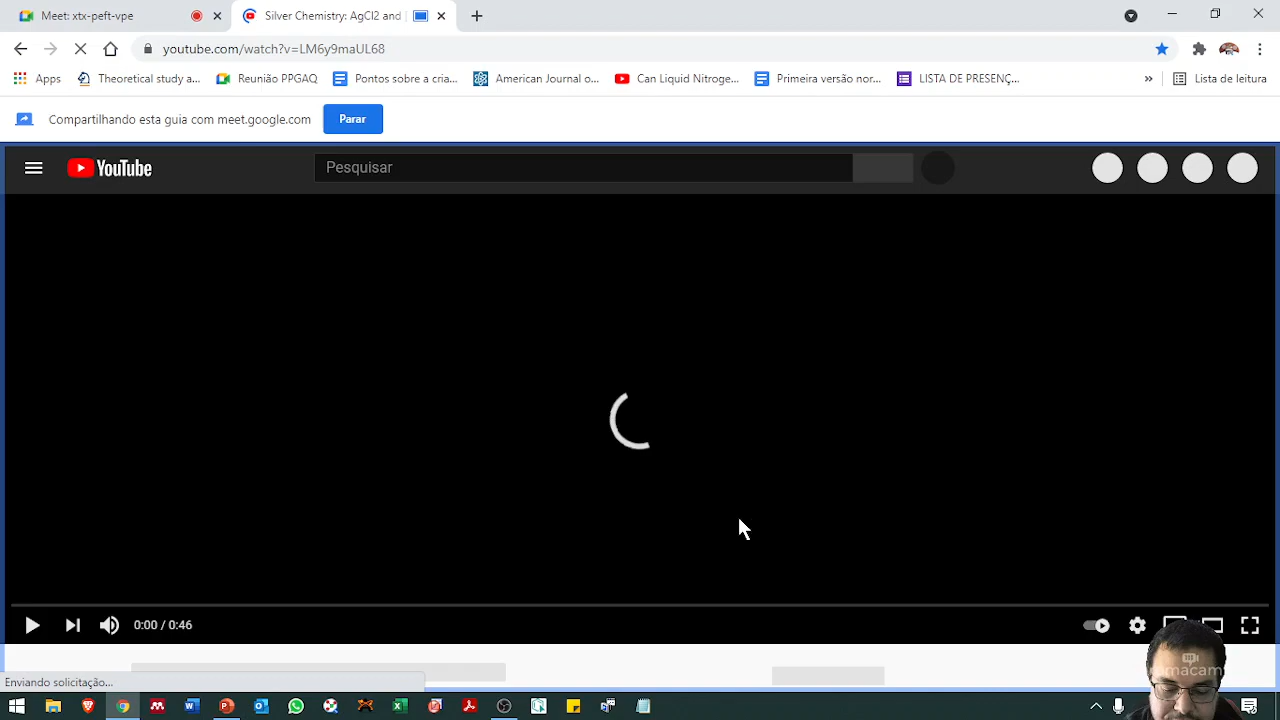 Meet: xtx-peft-vpe
Silver Chemistry: AgCl2 and
youtube.com/watch?v=LM6y9maUL68
Apps
Theoretical study a...
Reunião PPGAQ
Pontos sobre a cria...
American Journal o...
Can Liquid Nitroge...
Primeira versão nor...
LISTA DE PRESENÇ...
»
Lista de leitura
Compartilhando esta guia com meet.google.com
Parar
YouTube
Pesquisar
0:00 / 0:46
Enviando solicitação...